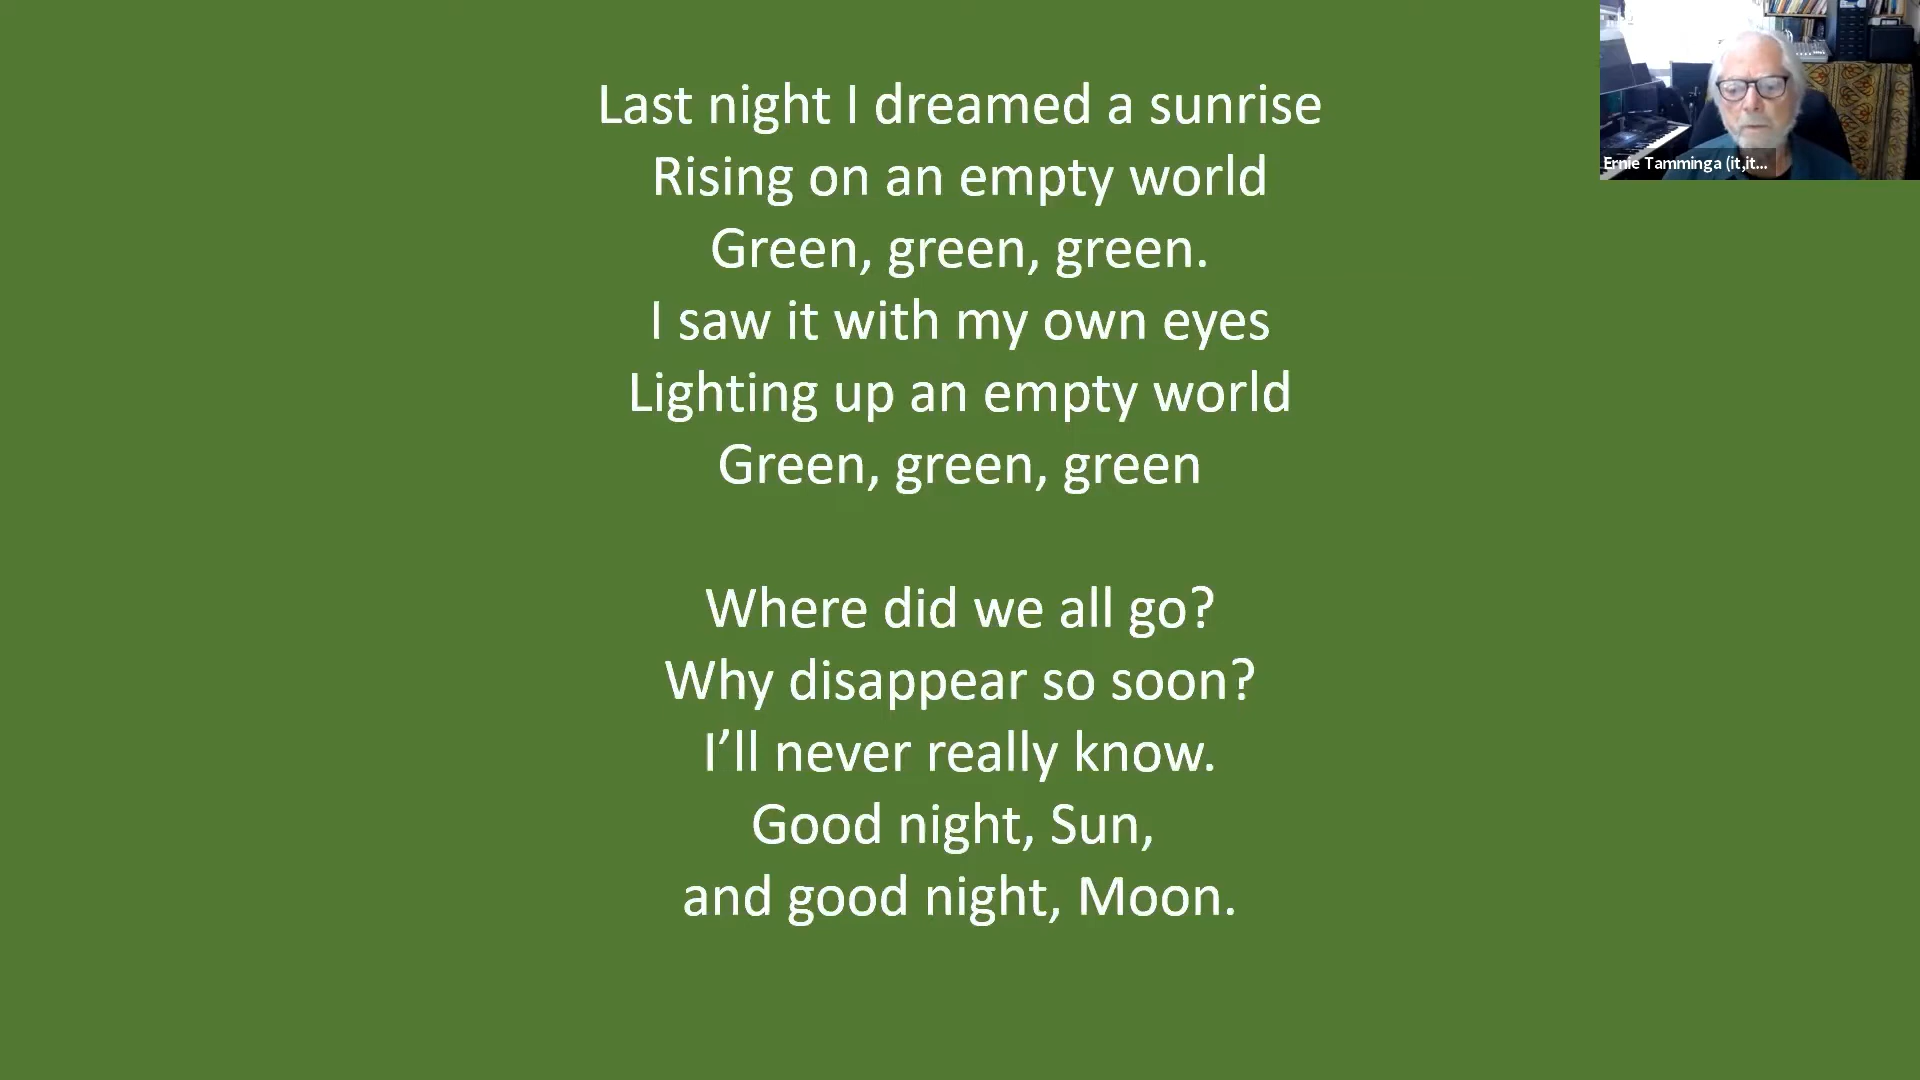 Last night I dreamed a sunrise
Rising on an empty world
Green, green, green.
I saw it with my own eyes
Lighting up an empty world
Green, green, green
Where did we all go?
Why disappear so soon?
I’ll never really know.
Good night, Sun,
and good night, Moon.
Ernie Tamminga (it,it...